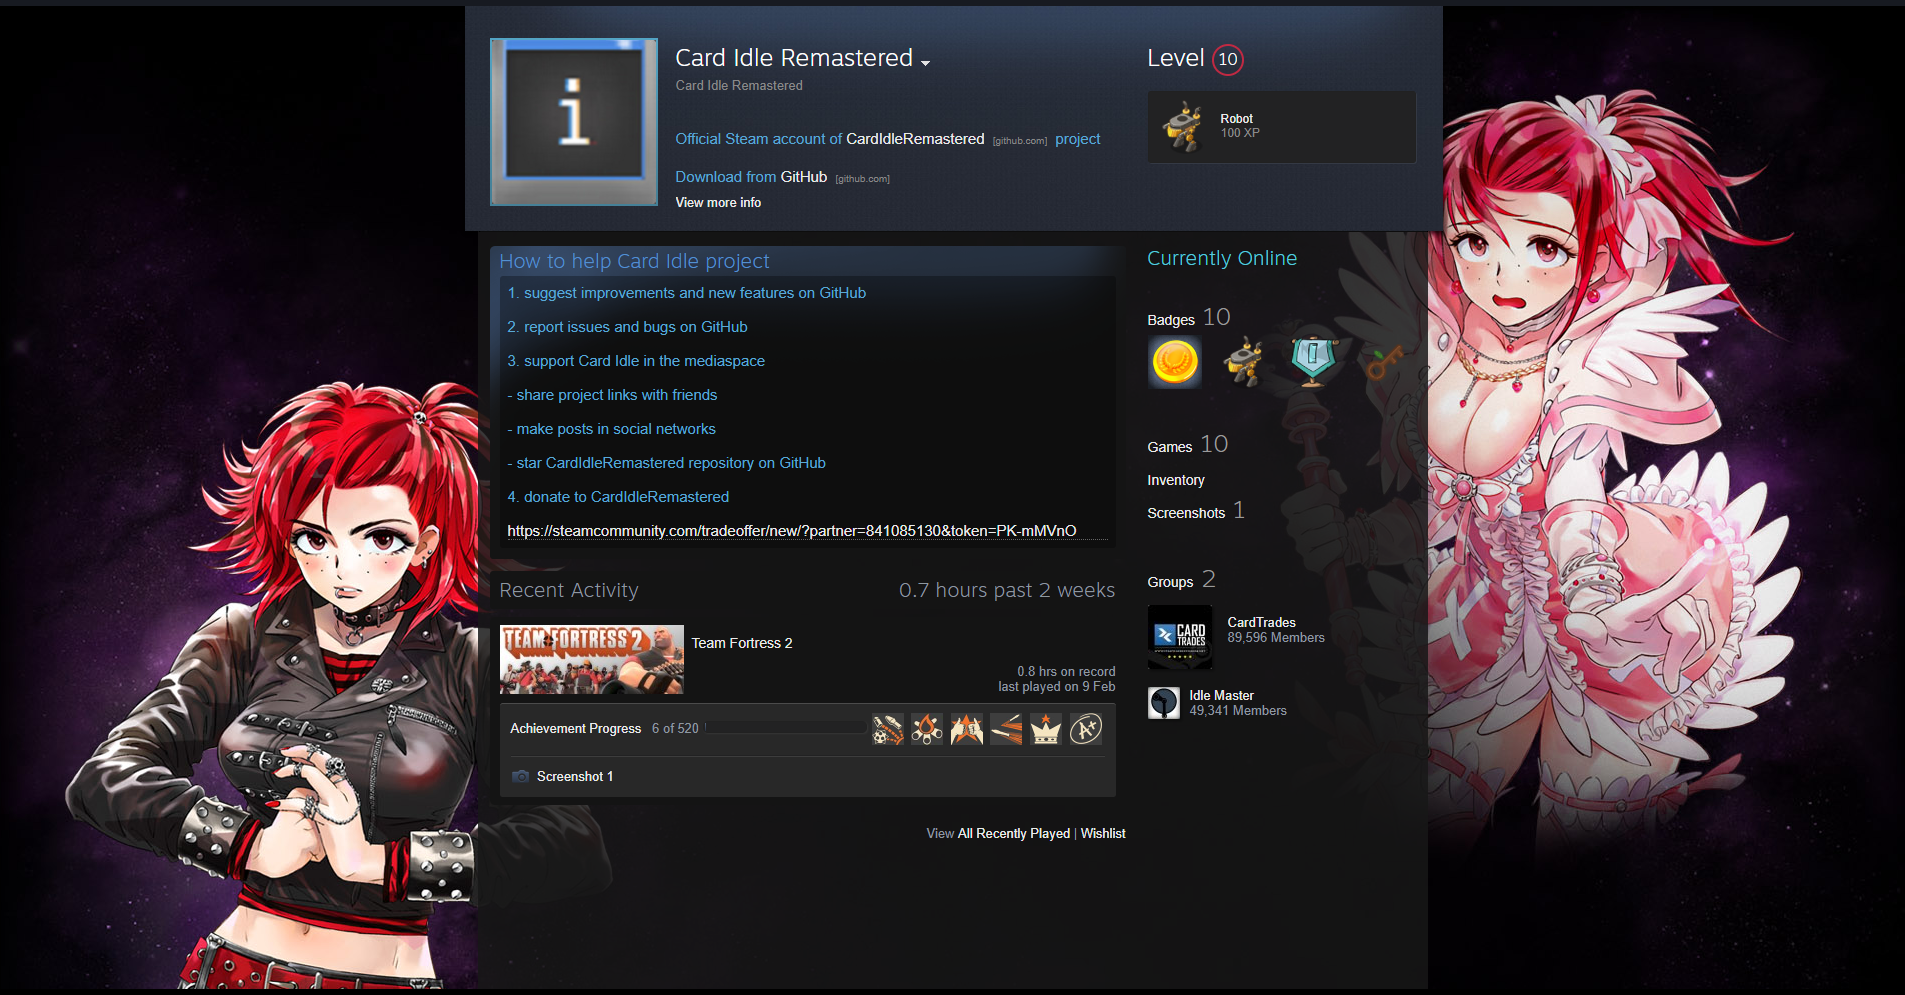 Card Idle Remastered
Card Idle Remastered
Official Steam account of CardIdleRemastered [github.com] project
Download from GitHub [github.com]
View more info
Level 10
Robot
100 XP
How to help Card Idle project
1. suggest improvements and new features on GitHub
2. report issues and bugs on GitHub
3. support Card Idle in the mediaspace
- share project links with friends
- make posts in social networks
- star CardIdleRemastered repository on GitHub
4. donate to CardIdleRemastered
https://steamcommunity.com/tradeoffer/new/?partner=841085130&token=PK-mMVnO
Recent Activity
0.7 hours past 2 weeks
TEAM FORTRESS 2
Team Fortress 2
0.8 hrs on record
last played on 9 Feb
Achievement Progress 6 of 520
A+
Screenshot 1
View All Recently Played | Wishlist
Currently Online
Badges 10
Games 10
Inventory
Screenshots 1
Groups 2
CARD
TRADES
CardTrades
89,596 Members
Idle Master
49,341 Members